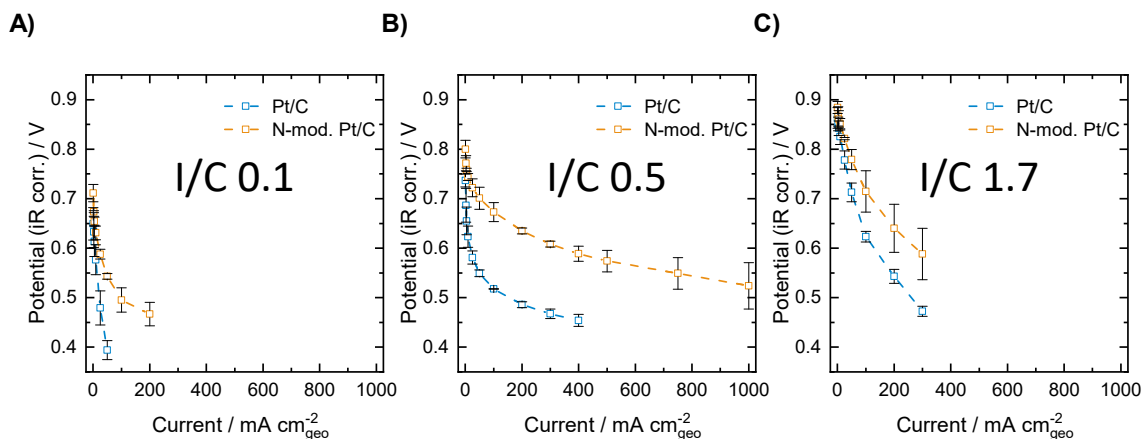 A)
Potential (iR corr.) / V
0.9
0.8
0.7
0.6
0.5
0.4
Pt/C
N-mod. Pt/C
I/C 0.1
0 200 400 600 800 1000
Current / mA cm⁻²geo
B)
Potential (iR corr.) / V
0.9
0.8
0.7
0.6
0.5
0.4
Pt/C
N-mod. Pt/C
I/C 0.5
0 200 400 600 800 1000
Current / mA cm⁻²geo
C)
Potential (iR corr.) / V
0.9
0.8
0.7
0.6
0.5
0.4
Pt/C
N-mod. Pt/C
I/C 1.7
0 200 400 600 800 1000
Current / mA cm⁻²geo